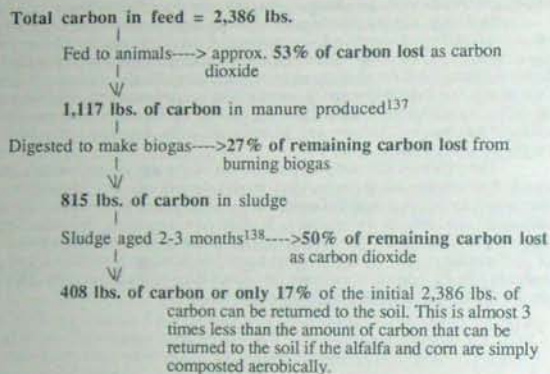 Total carbon in feed = 2,386 lbs.
Fed to animals----> approx. 53% of carbon lost as carbon
dioxide
1,117 lbs. of carbon in manure produced137
Digested to make biogas---->27% of remaining carbon lost from
burning biogas
815 lbs. of carbon in sludge
Sludge aged 2-3 months138---->50% of remaining carbon lost
as carbon dioxide
408 lbs. of carbon or only 17% of the initial 2,386 lbs. of
carbon can be returned to the soil. This is almost 3
times less than the amount of carbon that can be
returned to the soil if the alfalfa and corn are simply
composted aerobically.